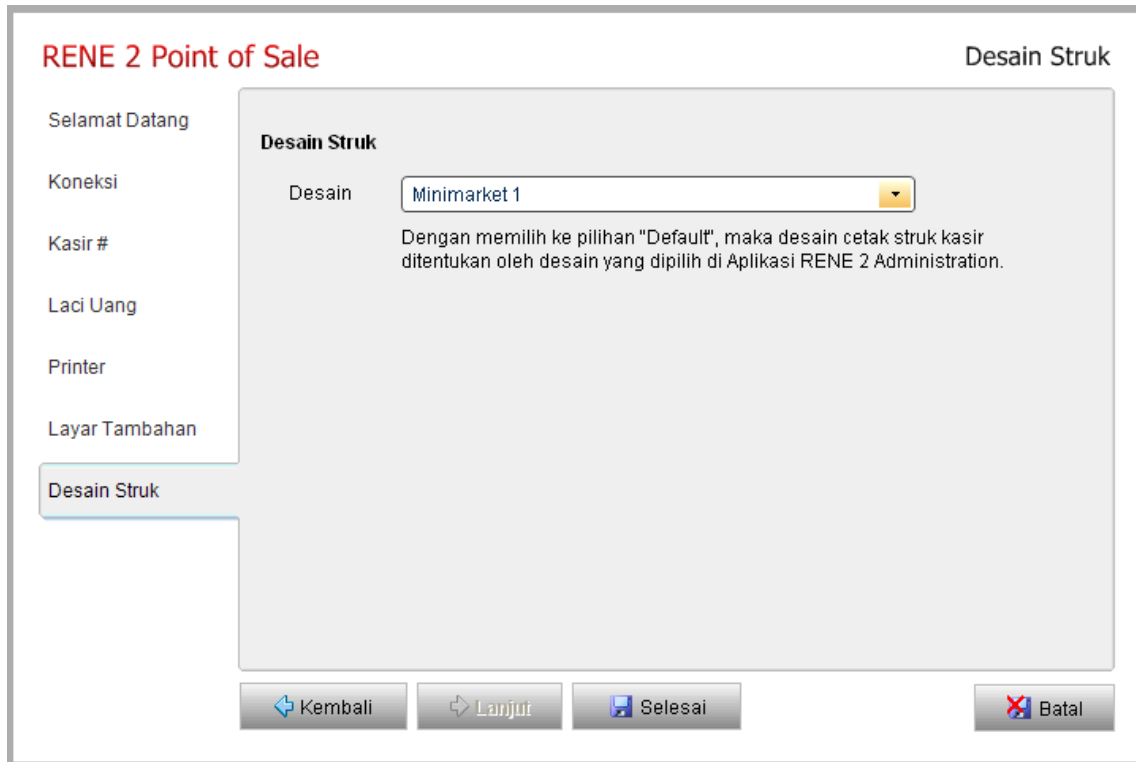 RENE 2 Point of Sale
Desain Struk
Selamat Datang
Koneksi
Kasir #
Laci Uang
Printer
Layar Tambahan
Desain Struk
Desain Struk
Desain
Minimarket 1
Dengan memilih ke pilihan "Default", maka desain cetak struk kasir
ditentukan oleh desain yang dipilih di Aplikasi RENE 2 Administration.
Kembali
Lanjut
Selesai
Batal